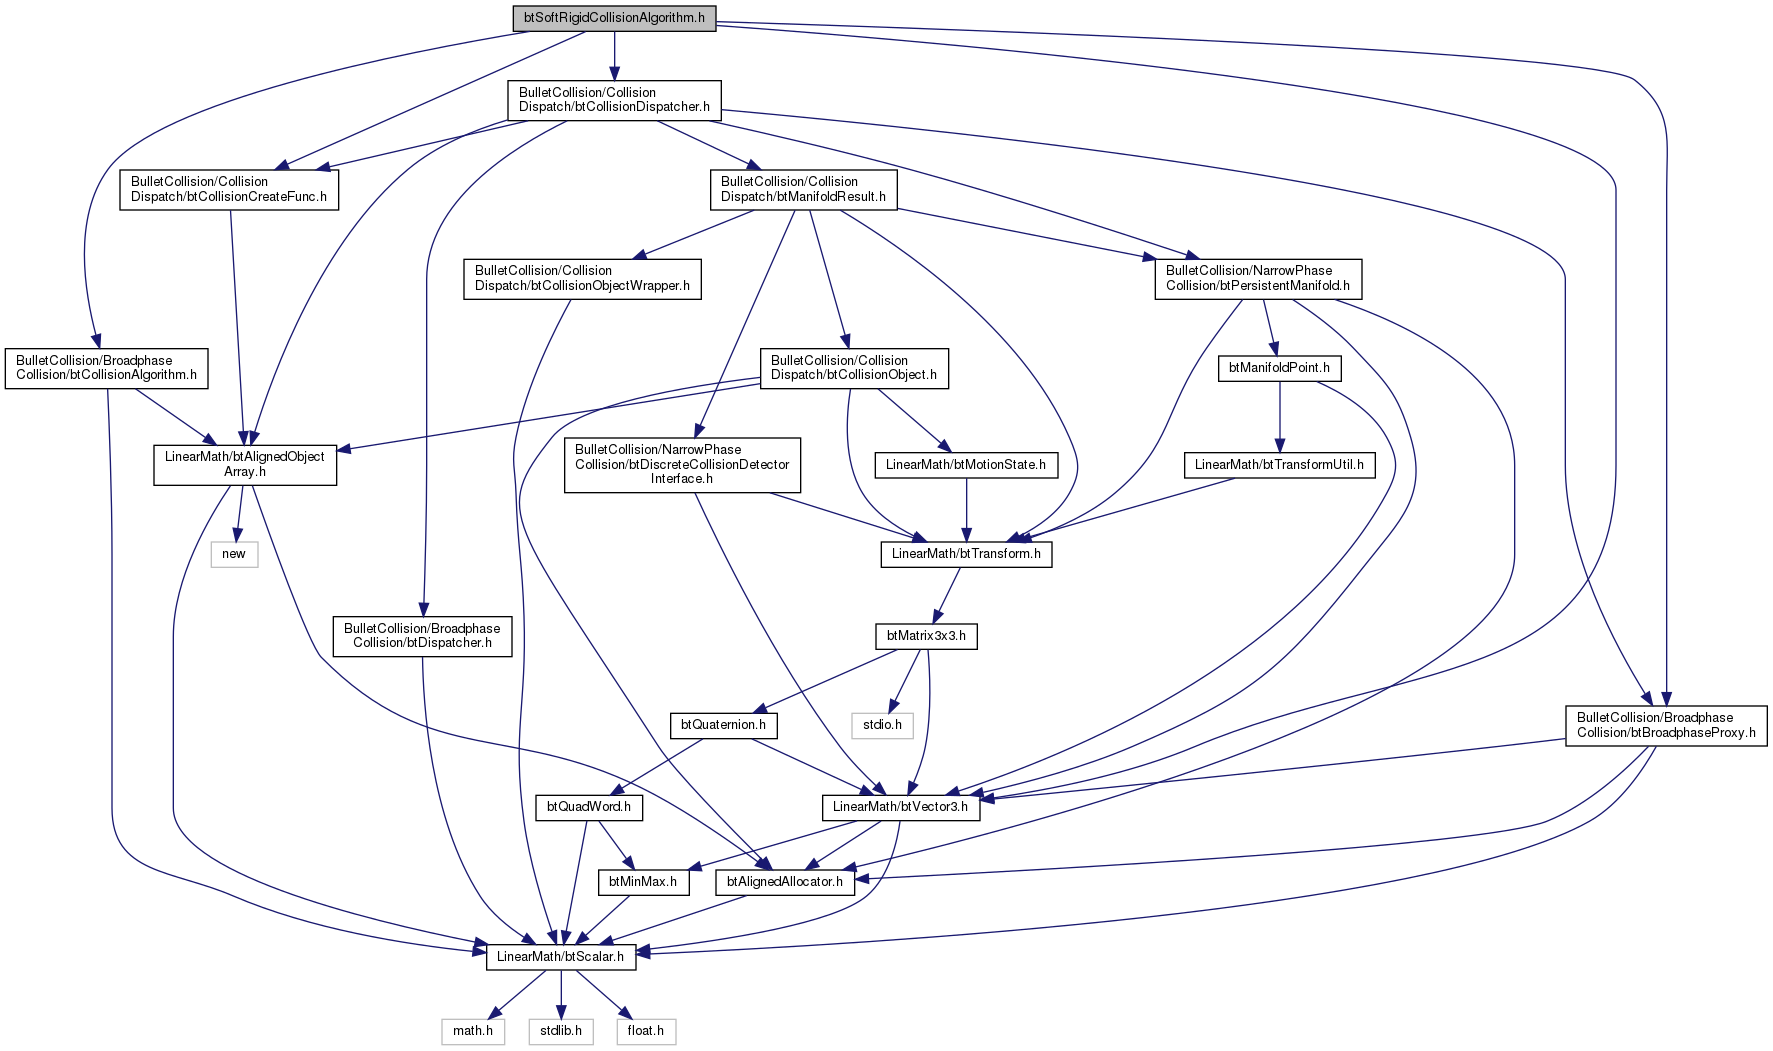 btSoftRigidCollisionAlgorithm.h
BulletCollision/Collision
Dispatch/btCollisionDispatcher.h
BulletCollision/Collision
Dispatch/btCollisionCreateFunc.h
BulletCollision/Collision
Dispatch/btManifoldResult.h
BulletCollision/Collision
Dispatch/btCollisionObjectWrapper.h
BulletCollision/NarrowPhase
Collision/btPersistentManifold.h
BulletCollision/Broadphase
Collision/btCollisionAlgorithm.h
BulletCollision/Collision
Dispatch/btCollisionObject.h
btManifoldPoint.h
LinearMath/btAlignedObject
Array.h
BulletCollision/NarrowPhase
Collision/btDiscreteCollisionDetector
Interface.h
LinearMath/btMotionState.h
LinearMath/btTransformUtil.h
new
LinearMath/btTransform.h
BulletCollision/Broadphase
Collision/btDispatcher.h
btMatrix3x3.h
btQuaternion.h
stdio.h
BulletCollision/Broadphase
Collision/btBroadphaseProxy.h
btQuadWord.h
LinearMath/btVector3.h
btMinMax.h
btAlignedAllocator.h
LinearMath/btScalar.h
math.h
stdlib.h
float.h